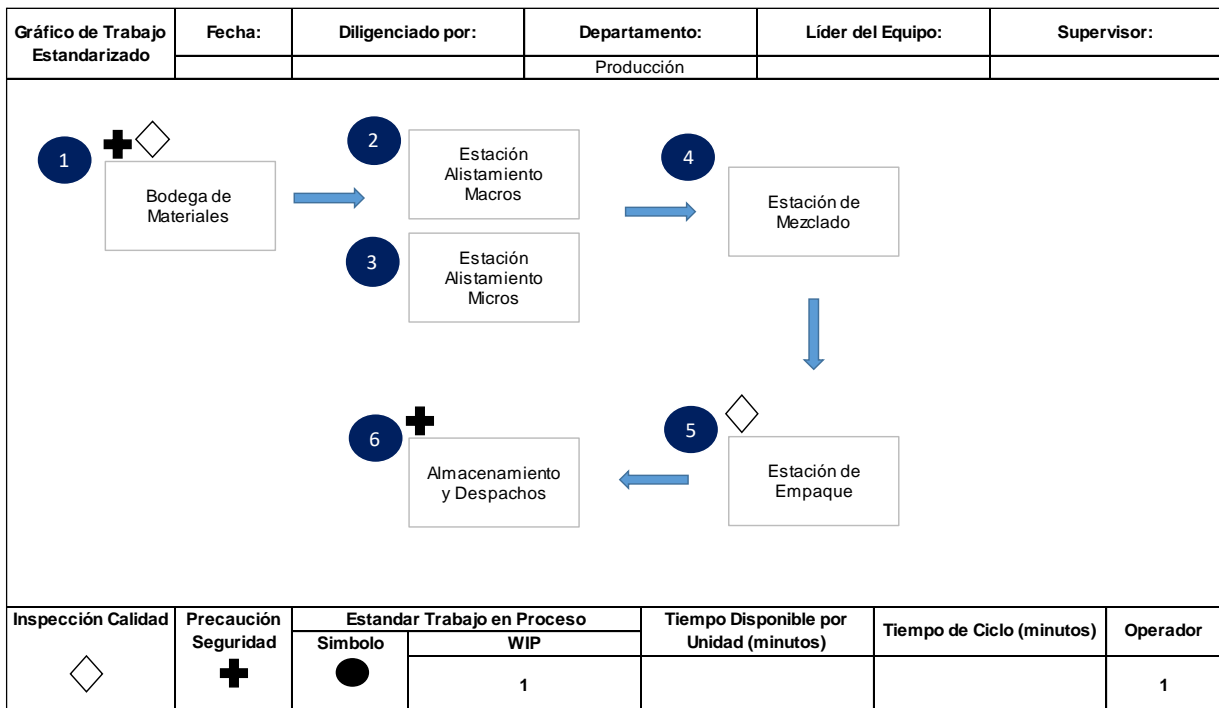 Gráfico de Trabajo
Estandarizado
Fecha:
Diligenciado por:
Departamento:
Líder del Equipo:
Supervisor:
Producción
1
Bodega de
Materiales
2
Estación
Alistamiento
Macros
3
Estación
Alistamiento
Micros
4
Estación de
Mezclado
5
Estación de
Empaque
6
Almacenamiento
y Despachos
Inspección Calidad
Precaución
Seguridad
Estandar Trabajo en Proceso
Simbolo
WIP
1
Tiempo Disponible por
Unidad (minutos)
Tiempo de Ciclo (minutos)
Operador
1